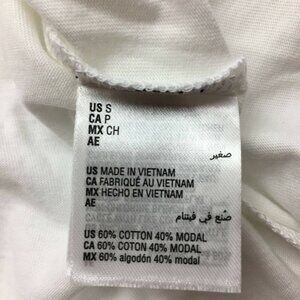 US S
CA P
MX CH
AE
صغير
US MADE IN VIETNAM
CA FABRIQUÉ AU VIETNAM
MX HECHO EN VIETNAM
AE
صُنع في فيتنام
US 60% COTTON 40% MODAL
CA 60% COTON 40% MODAL
MX 60% algodón 40% modal